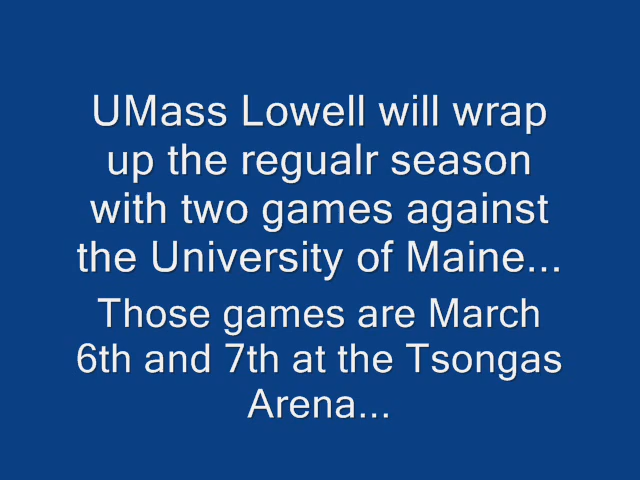 UMass Lowell will wrap
up the regualr season
with two games against
the University of Maine...
Those games are March
6th and 7th at the Tsongas
Arena...